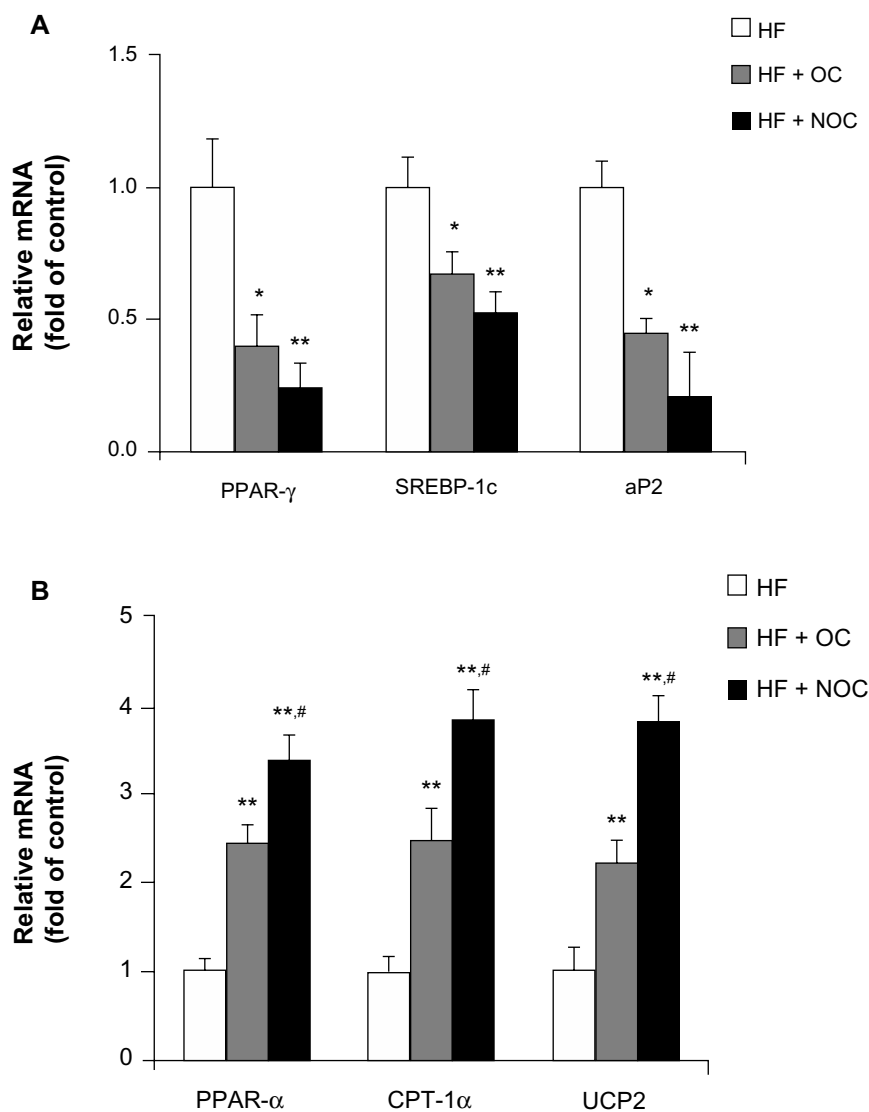 A
HF
HF + OC
HF + NOC
1.5
1.0
0.5
0.0
Relative mRNA
(fold of control)
*
**
*
**
*
**
PPAR-γ
SREBP-1c
aP2
B
HF
HF + OC
HF + NOC
5
4
3
2
1
0
Relative mRNA
(fold of control)
**
**,#
**
**,#
**
**,#
PPAR-α
CPT-1α
UCP2